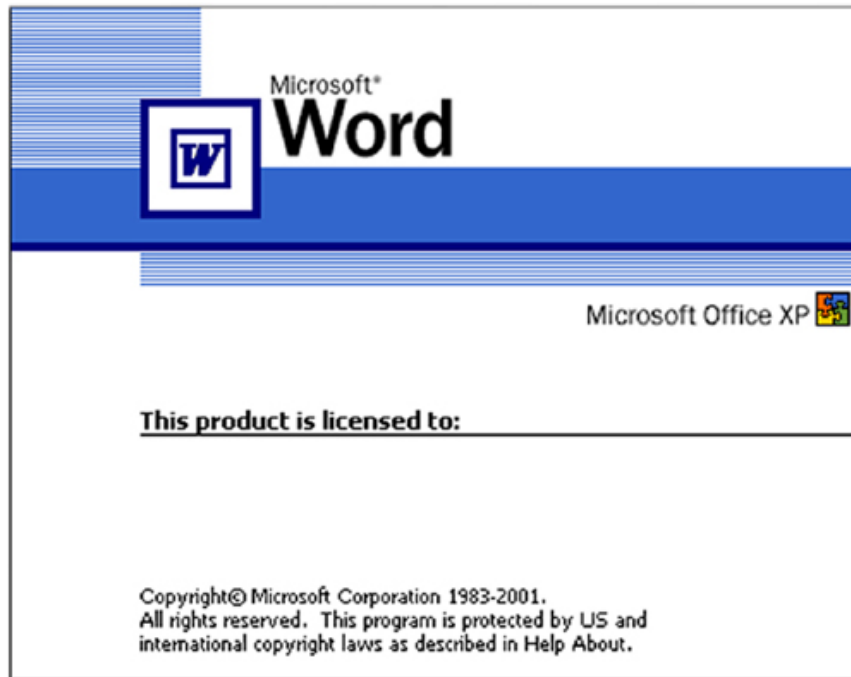 Microsoft®
Word
W
Microsoft Office XP
This product is licensed to:
Copyright© Microsoft Corporation 1983-2001.
All rights reserved.  This program is protected by US and
international copyright laws as described in Help About.